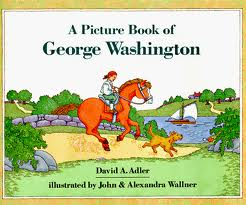 A Picture Book of
George Washington
David A. Adler
illustrated by John & Alexandra Wallner